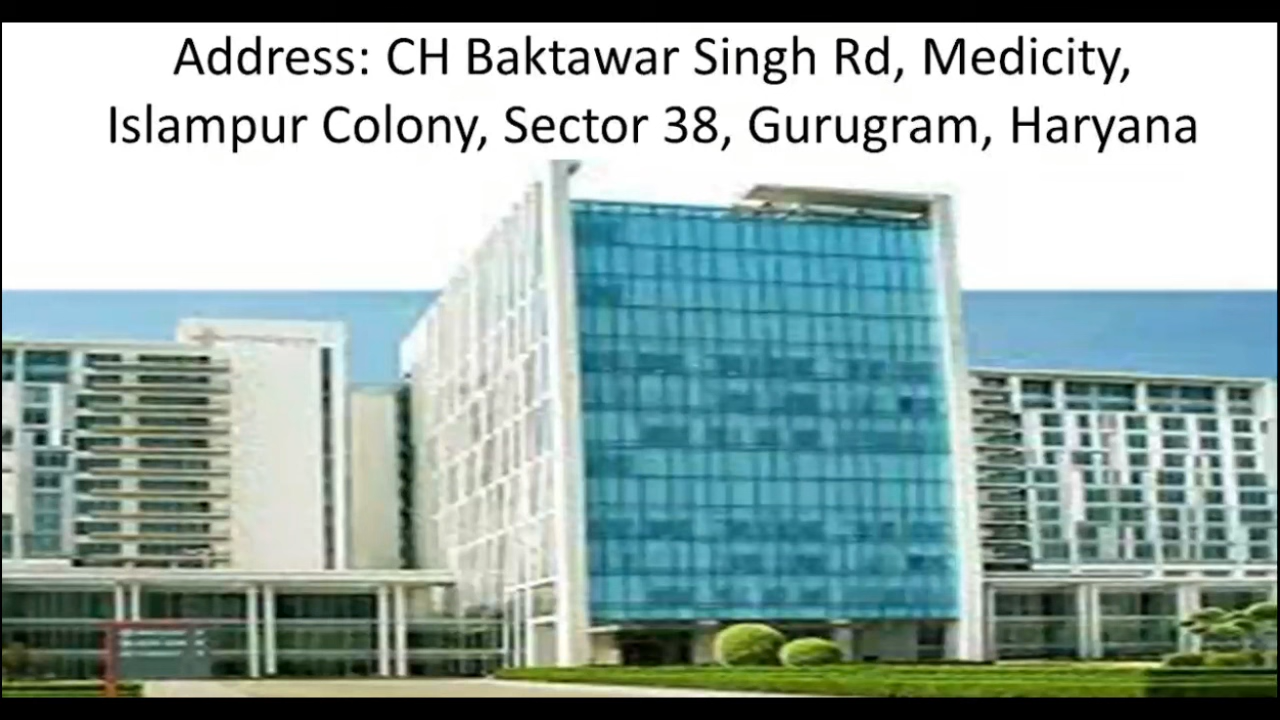 Address: CH Baktawar Singh Rd, Medicity,
Islampur Colony, Sector 38, Gurugram, Haryana